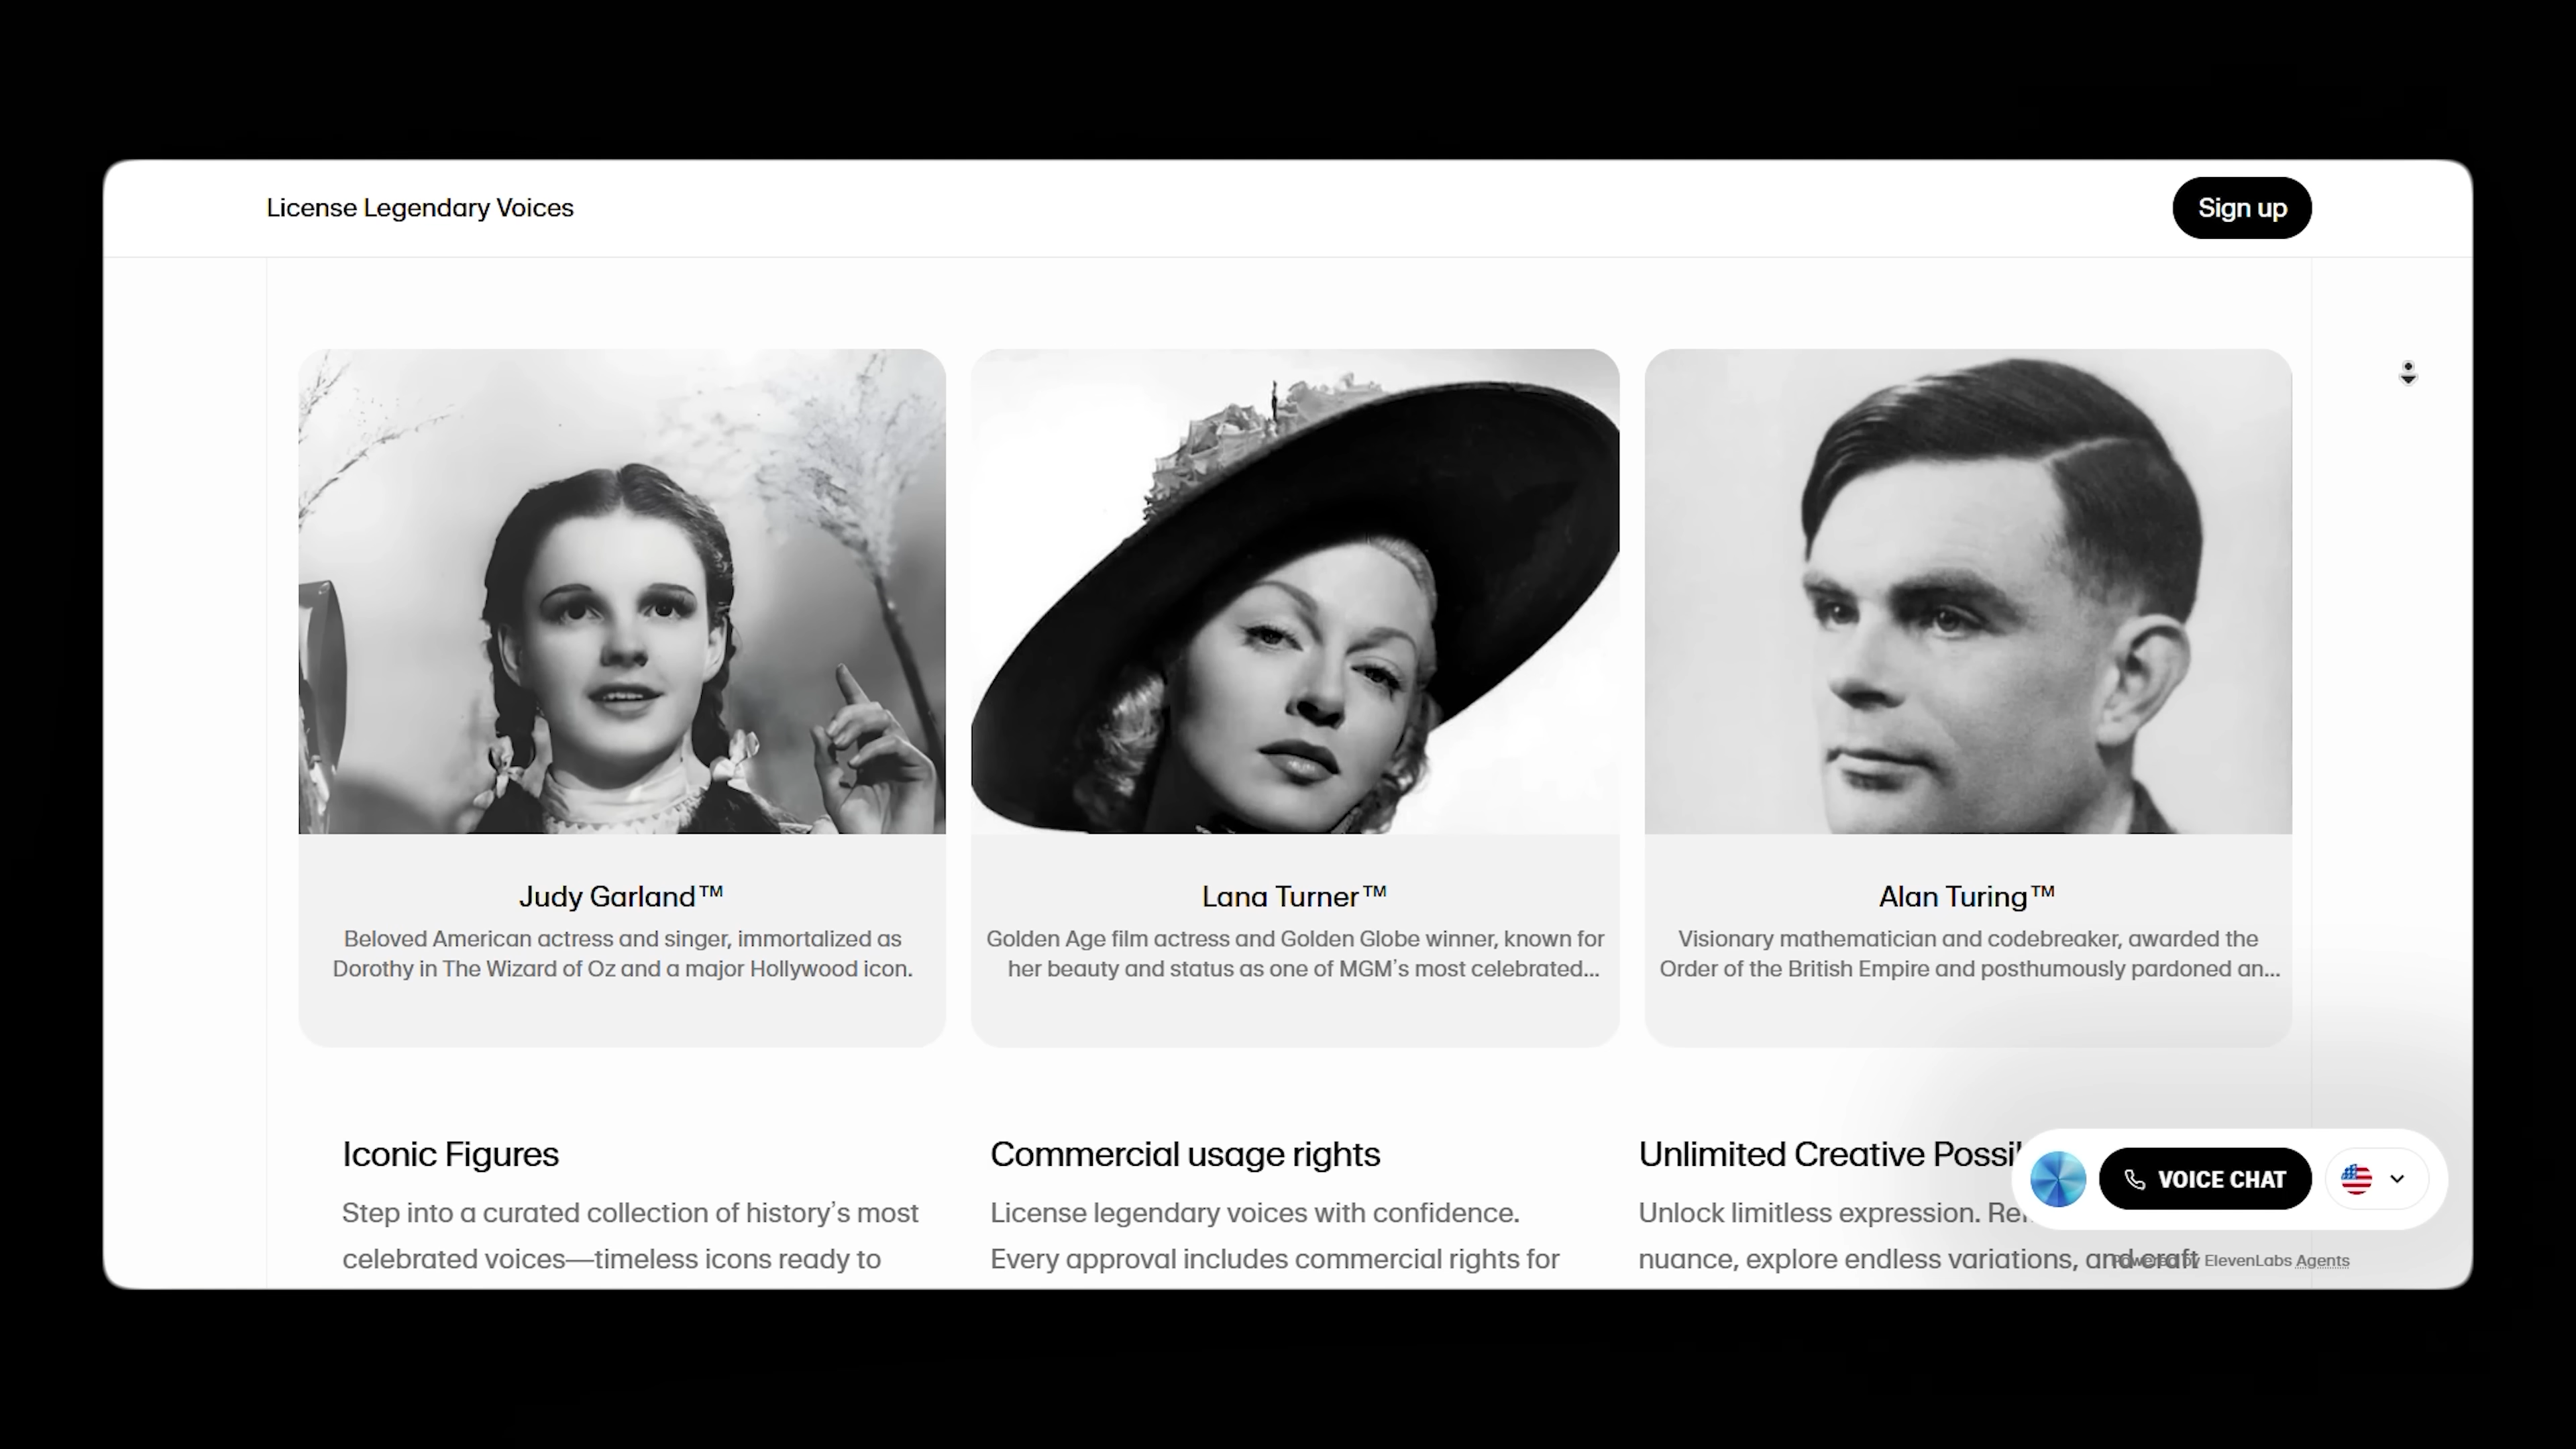 License Legendary Voices
Sign up
Judy Garland™
Beloved American actress and singer, immortalized as
Dorothy in The Wizard of Oz and a major Hollywood icon.
Lana Turner™
Golden Age film actress and Golden Globe winner, known for
her beauty and status as one of MGM's most celebrated...
Alan Turing™
Visionary mathematician and codebreaker, awarded the
Order of the British Empire and posthumously pardoned an...
Iconic Figures
Step into a curated collection of history's most
celebrated voices—timeless icons ready to
Commercial usage rights
License legendary voices with confidence.
Every approval includes commercial rights for
Unlimited Creative
Unlock limitless expression.
nuance, explore endless variations, and craft
VOICE CHAT
Powered by ElevenLabs Agents